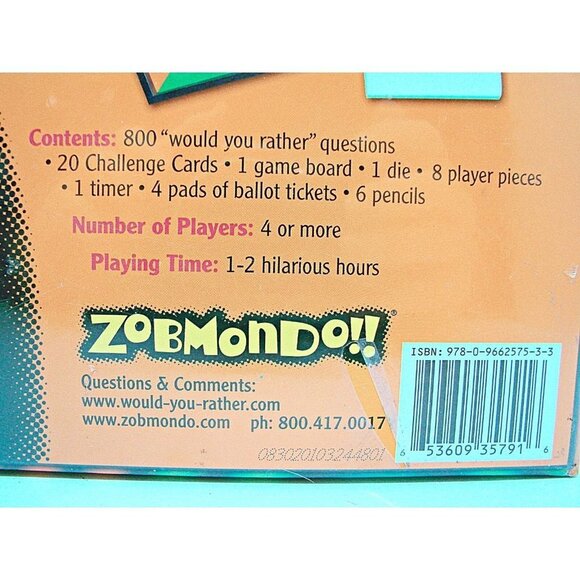 Contents: 800 “would you rather” questions
• 20 Challenge Cards • 1 game board • 1 die • 8 player pieces
• 1 timer • 4 pads of ballot tickets • 6 pencils
Number of Players: 4 or more
Playing Time: 1-2 hilarious hours
ZOBMONDO!!®
Questions & Comments:
www.would-you-rather.com
www.zobmondo.com ph: 800.417.0017
083020103244801
ISBN: 978-0-9662575-3-3
6 53609 35791 6